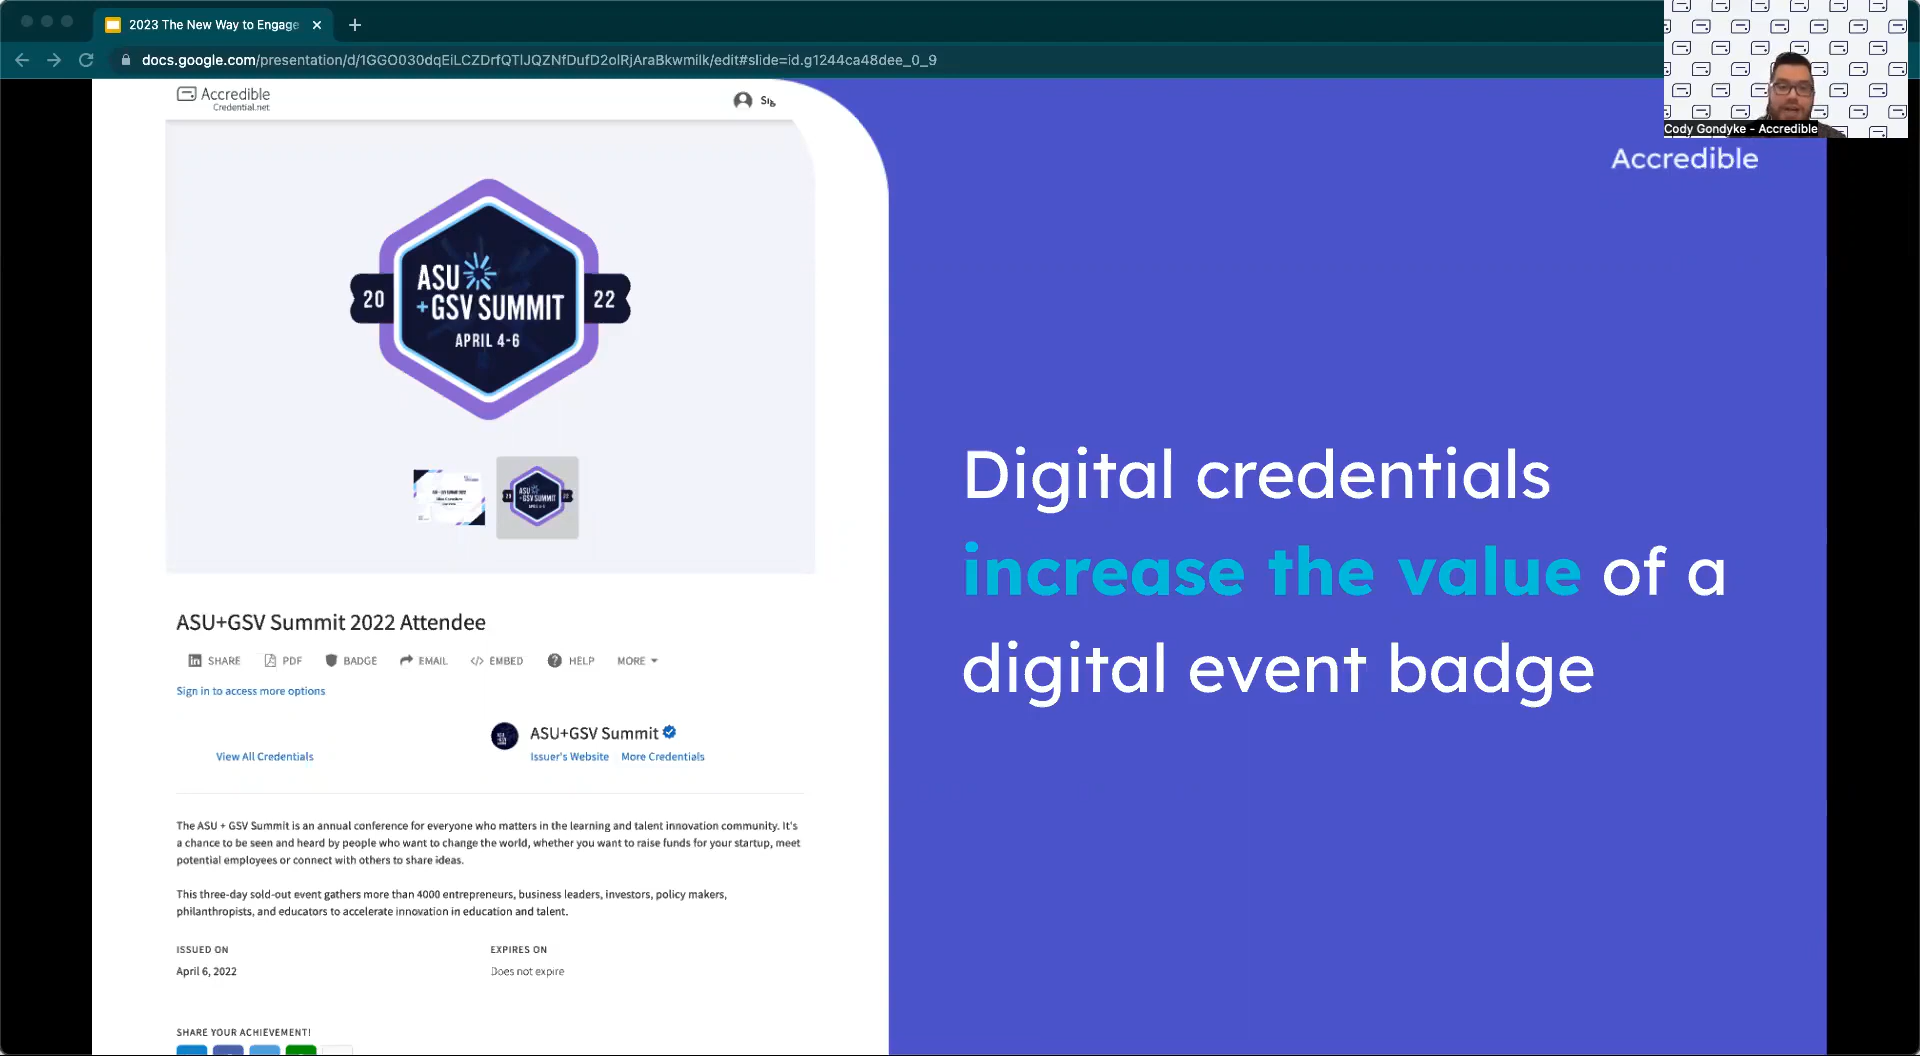 2023 The New Way to Engage
docs.google.com/presentation/d/1GGO030dqEiLCZDrfQTlJQZNfDufD2olRjAraBkwmilk/edit#slide=id.g1244ca48dee_0_9
Cody Gondyke - Accredible
Accredible
Credential.net
Accredible
ASU
20
+GSV SUMMIT
22
APRIL 4-6
ASU
20
+GSV SUMMIT
22
Digital credentials
increase the value of a
digital event badge
ASU+GSV Summit 2022 Attendee
SHARE PDF BADGE EMAIL </> EMBED HELP MORE
Sign in to access more options
ASU+GSV Summit
View All Credentials
Issuer's Website More Credentials
The ASU + GSV Summit is an annual conference for everyone who matters in the learning and talent innovation community. It's
a chance to be seen and heard by people who want to change the world, whether you want to raise funds for your startup, meet
potential employees or connect with others to share ideas.
This three-day sold-out event gathers more than 4000 entrepreneurs, business leaders, investors, policy makers,
philanthropists, and educators to accelerate innovation in education and talent.
ISSUED ON EXPIRES ON
April 6, 2022 Does not expire
SHARE YOUR ACHIEVEMENT!